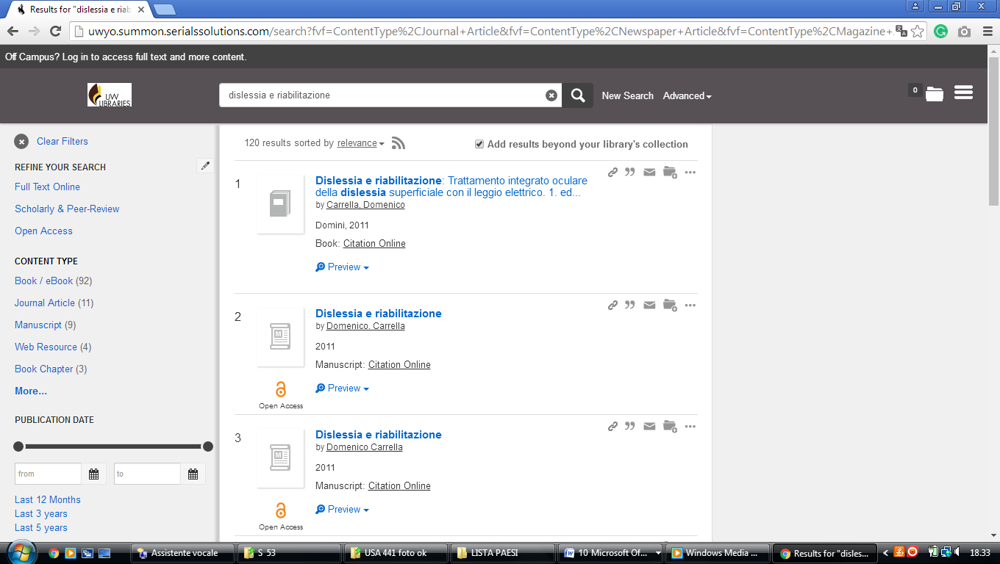 Results for "dislessia e riab
uwyo.summon.serialssolutions.com/search?fvf=ContentType%2CJournal+Article&fvf=ContentType%2CNewspaper+Article&fvf=ContentType%2CMagazine+
Off Campus? Log in to access full text and more content.
UW LIBRARIES
dislessia e riabilitazione
New Search
Advanced
0
Clear Filters
REFINE YOUR SEARCH
Full Text Online
Scholarly & Peer-Review
Open Access
CONTENT TYPE
Book / eBook (92)
Journal Article (11)
Manuscript (9)
Web Resource (4)
Book Chapter (3)
More...
PUBLICATION DATE
from
to
Last 12 Months
Last 3 years
Last 5 years
120 results sorted by relevance
Add results beyond your library's collection
1
Dislessia e riabilitazione: Trattamento integrato oculare
della dislessia superficiale con il leggio elettrico. 1. ed...
by Carrella, Domenico
Domini, 2011
Book: Citation Online
Preview
2
Dislessia e riabilitazione
by Domenico. Carrella
2011
Manuscript: Citation Online
Preview
Open Access
3
Dislessia e riabilitazione
by Domenico Carrella
2011
Manuscript: Citation Online
Preview
Open Access
Assistente vocale
S 53
USA 441 foto ok
LISTA PAESI
10 Microsoft Of...
Windows Media ...
Results for "disles...
18.33